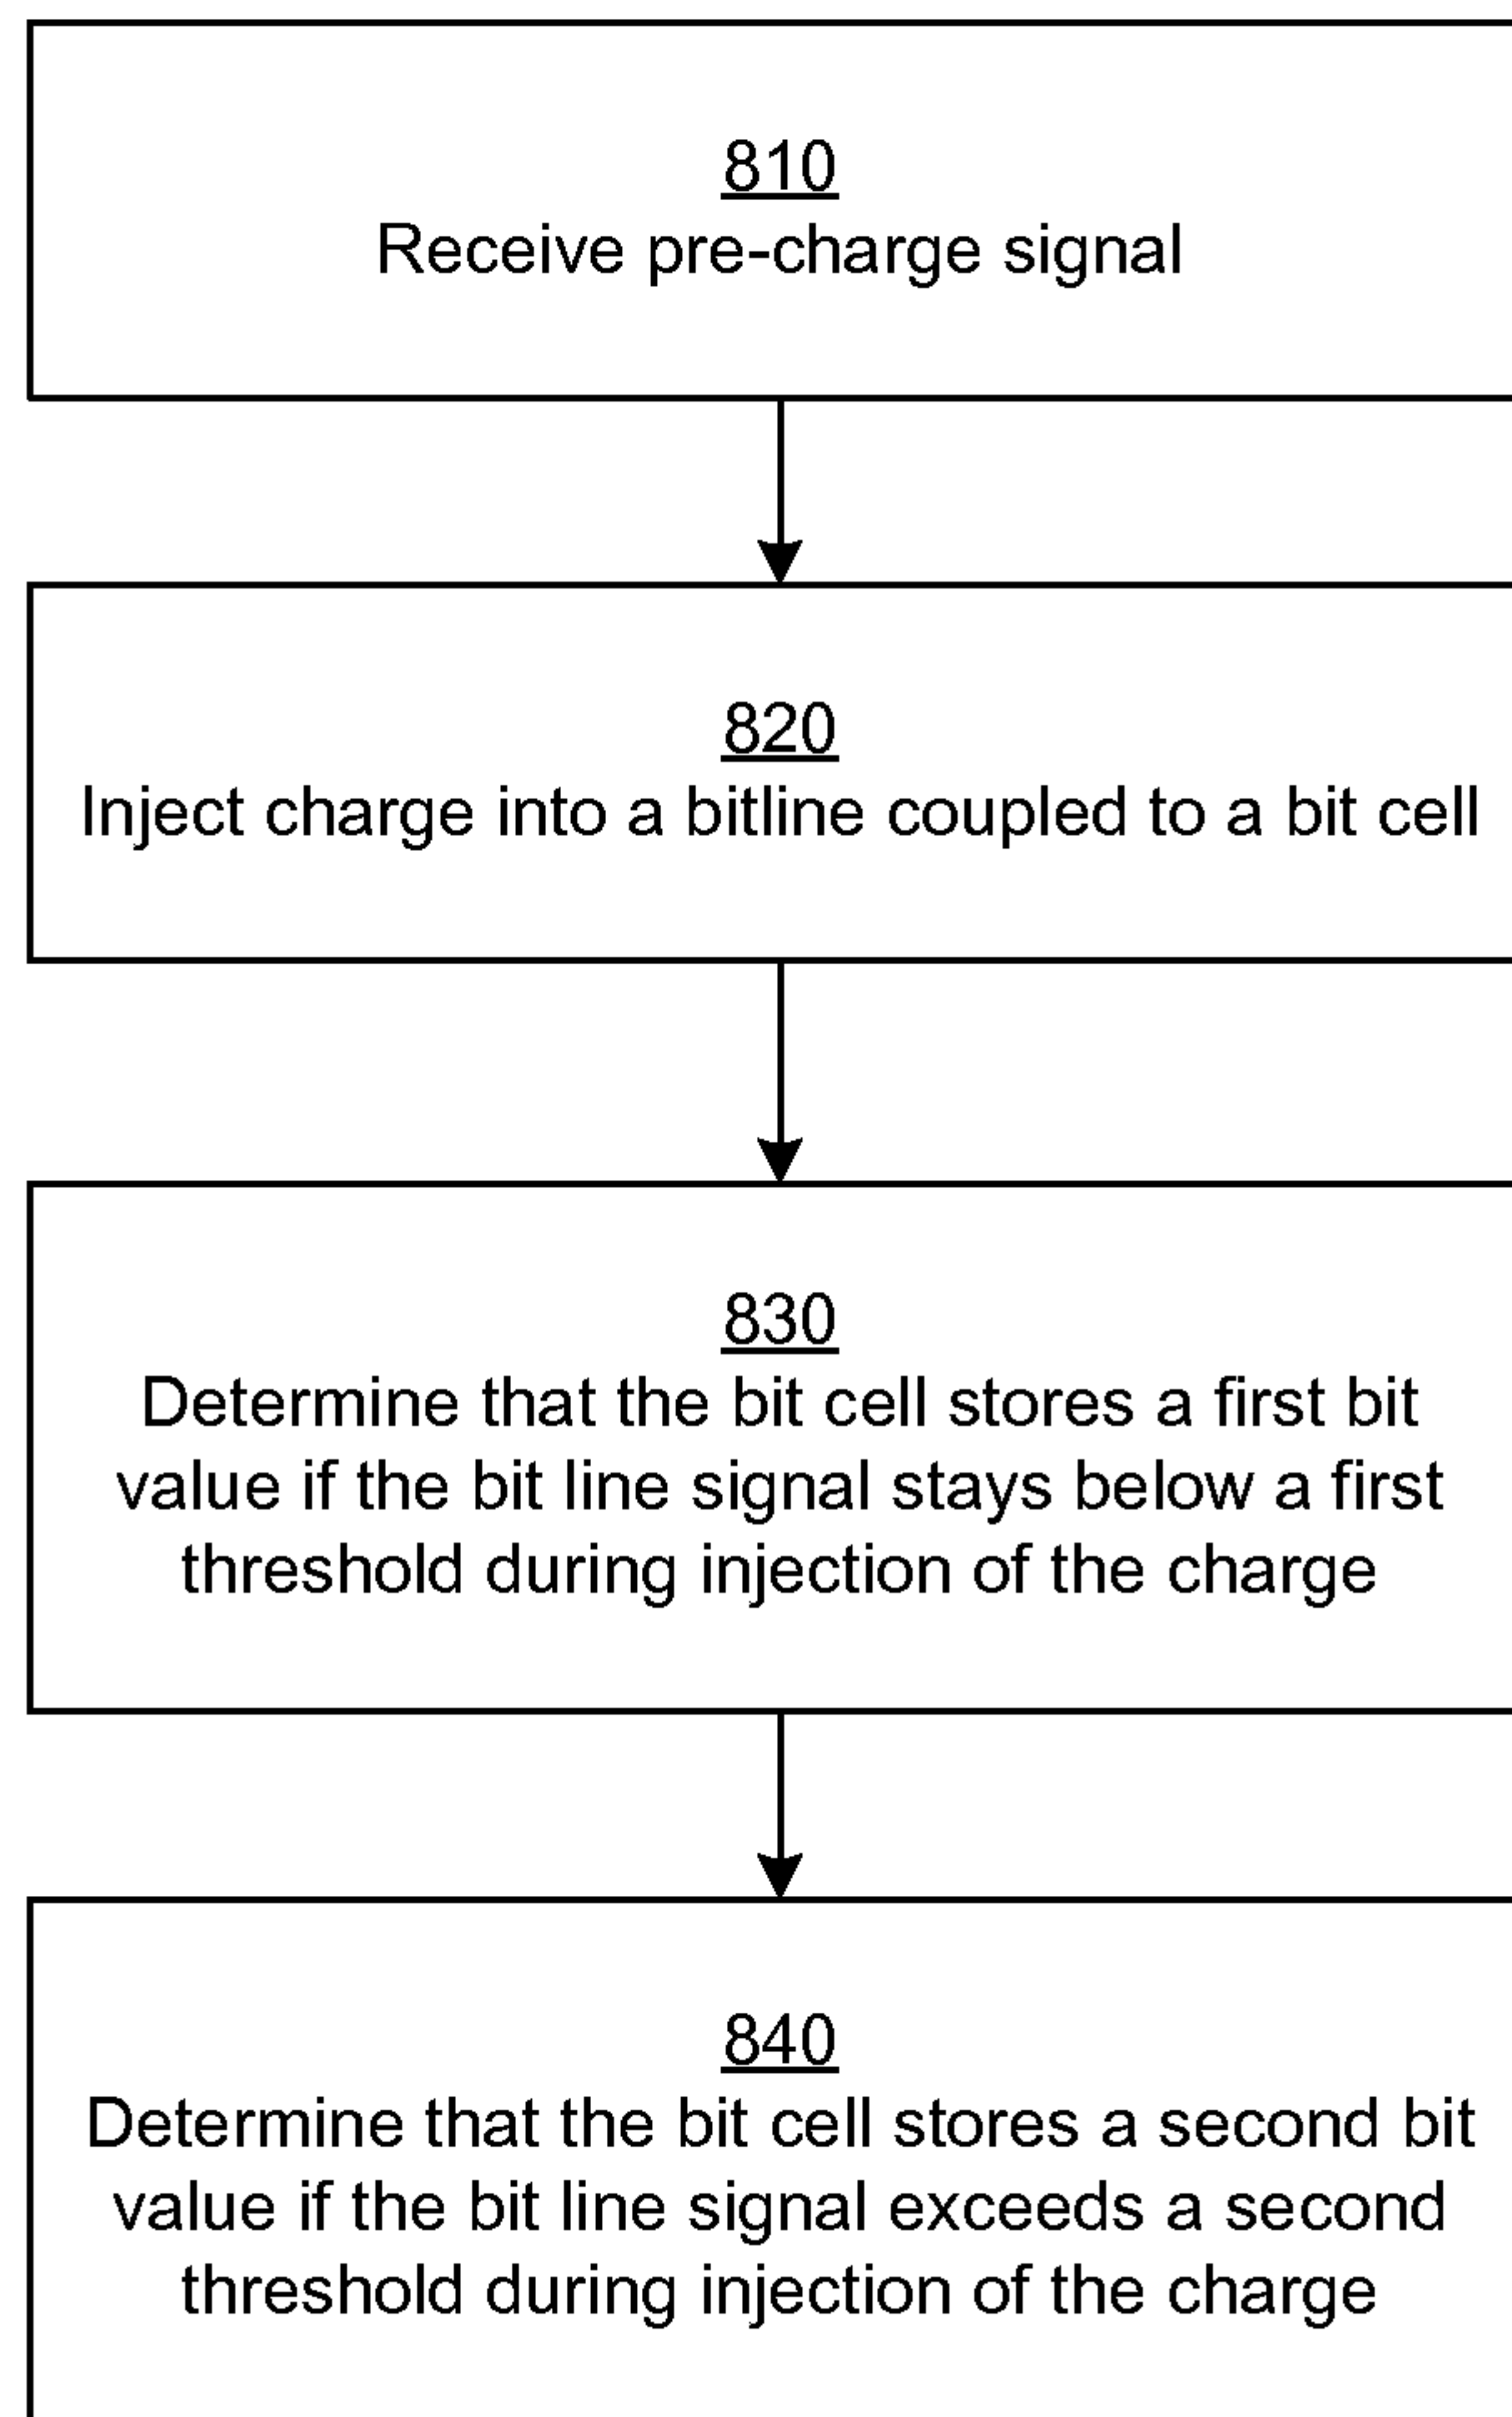 810
Receive pre-charge signal
820
Inject charge into a bitline coupled to a bit cell
830
Determine that the bit cell stores a first bit
value if the bit line signal stays below a first
threshold during injection of the charge
840
Determine that the bit cell stores a second bit
value if the bit line signal exceeds a second
threshold during injection of the charge